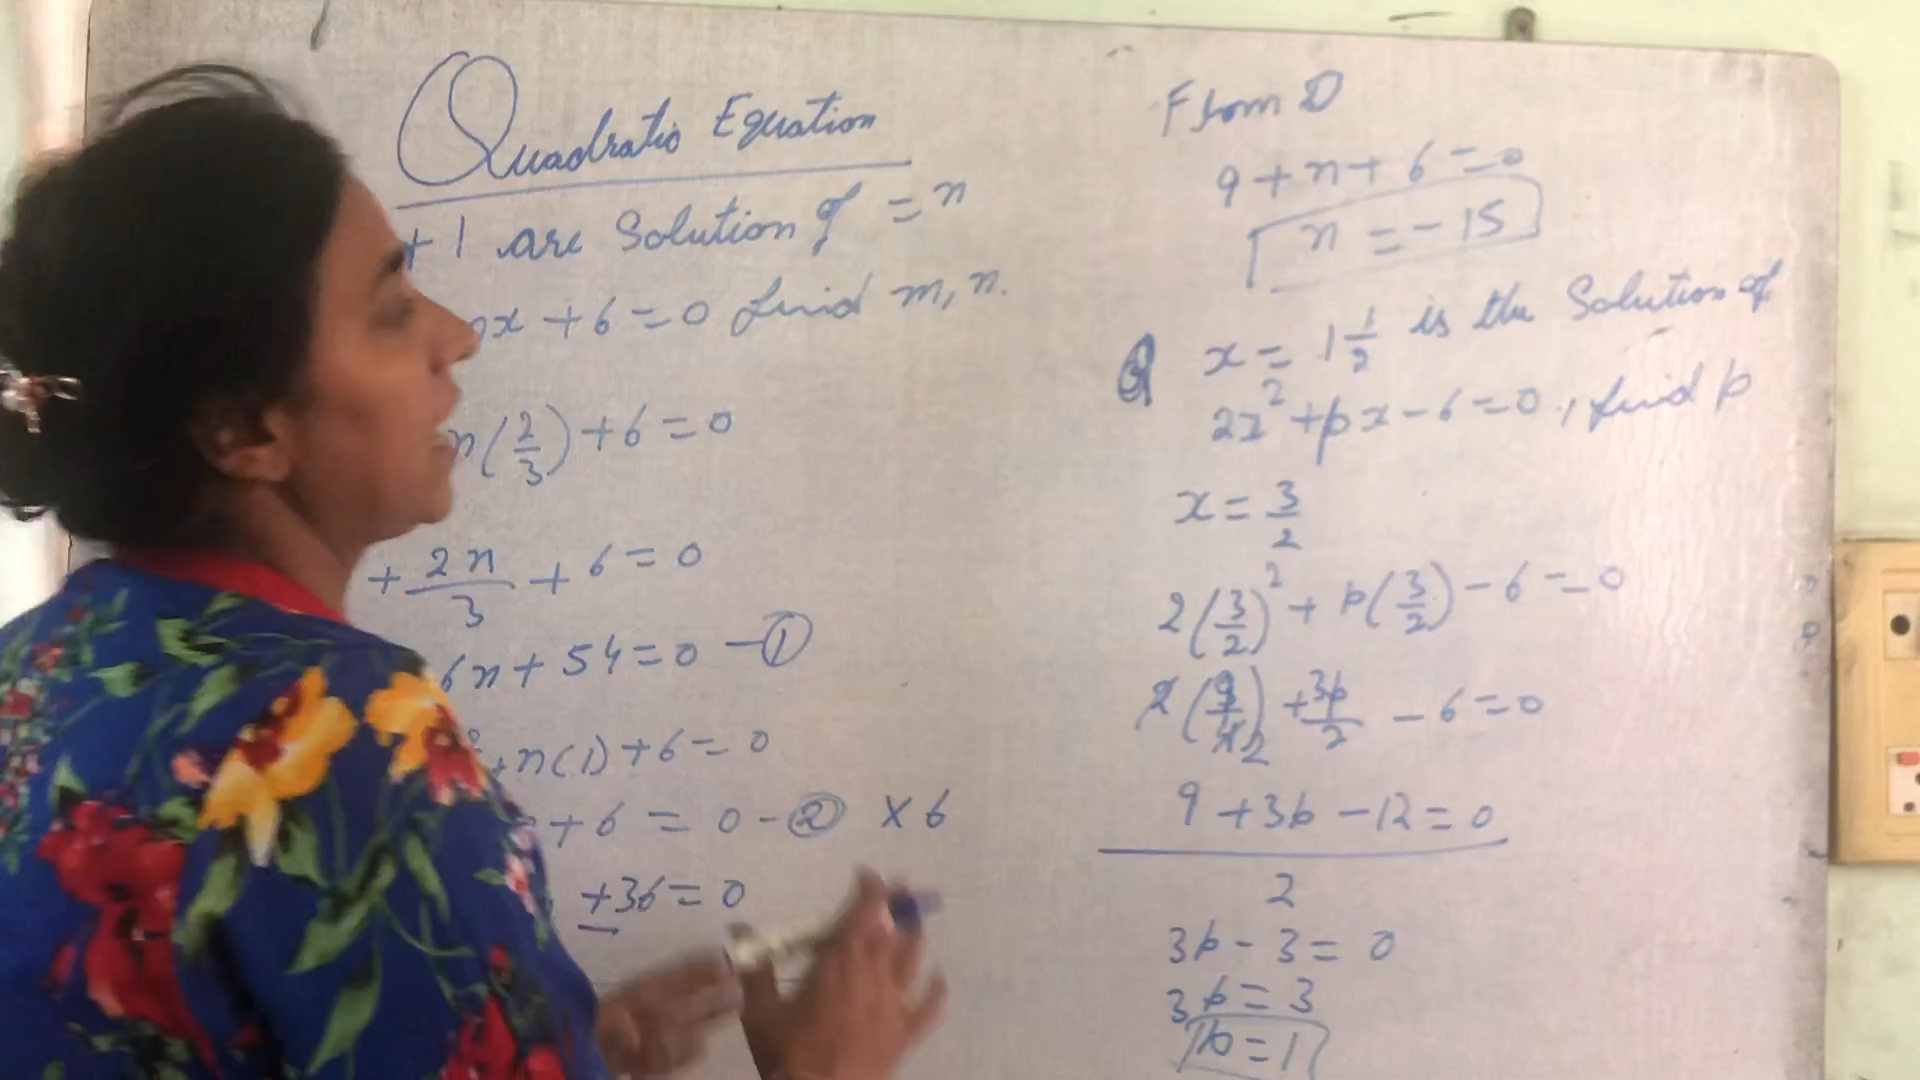 Quadratic Equation
+ 1 are Solution of = n
x + 6 = 0 find m, n.
n(2/3) + 6 = 0
+ 2n/3 + 6 = 0
6n + 54 = 0 - ①
+ n(1) + 6 = 0
+ 6 = 0 - ② × 6
+ 36 = 0
From ②
9 + n + 6 = 0
n = - 15
Q x = 1 1/2 is the Solution of
2x² + px - 6 = 0, find p
x = 3/2
2(3/2)² + p(3/2) - 6 = 0
2(9/4)2 + 3p/2 - 6 = 0
9 + 3p - 12 = 0
2
3p - 3 = 0
3p = 3
p = 1